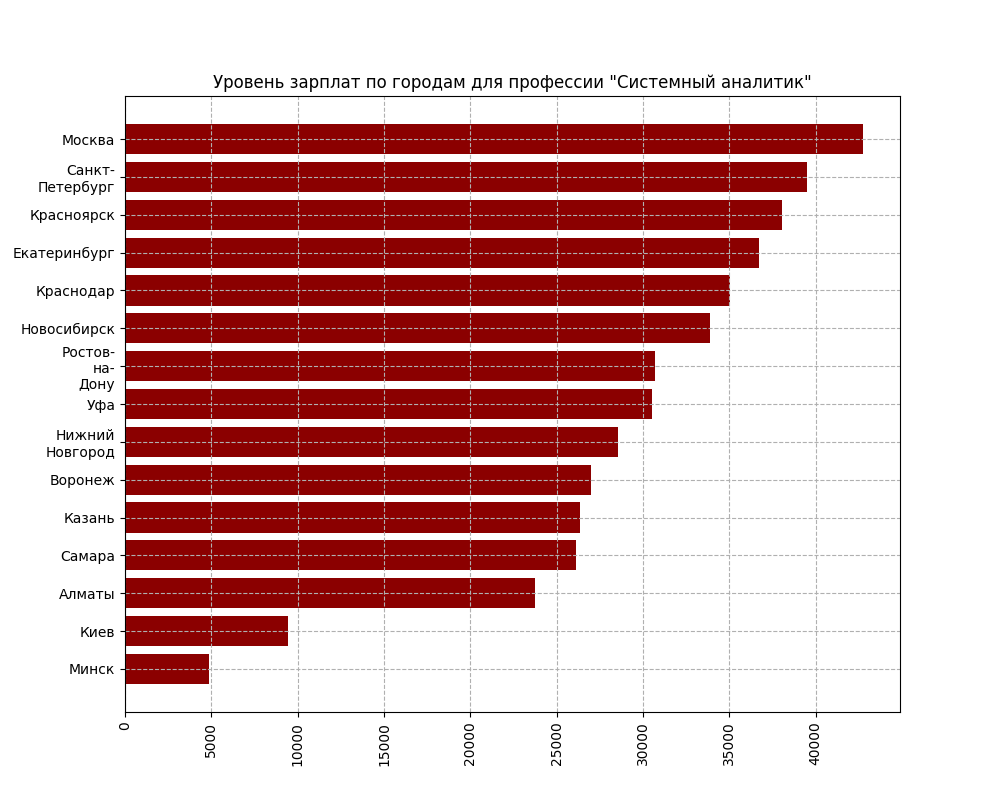 Уровень зарплат по городам для профессии "Системный аналитик"
Москва
Санкт-
Петербург
Красноярск
Екатеринбург
Краснодар
Новосибирск
Ростов-
на-
Дону
Уфа
Нижний
Новгород
Воронеж
Казань
Самара
Алматы
Киев
Минск
0
5000
10000
15000
20000
25000
30000
35000
40000